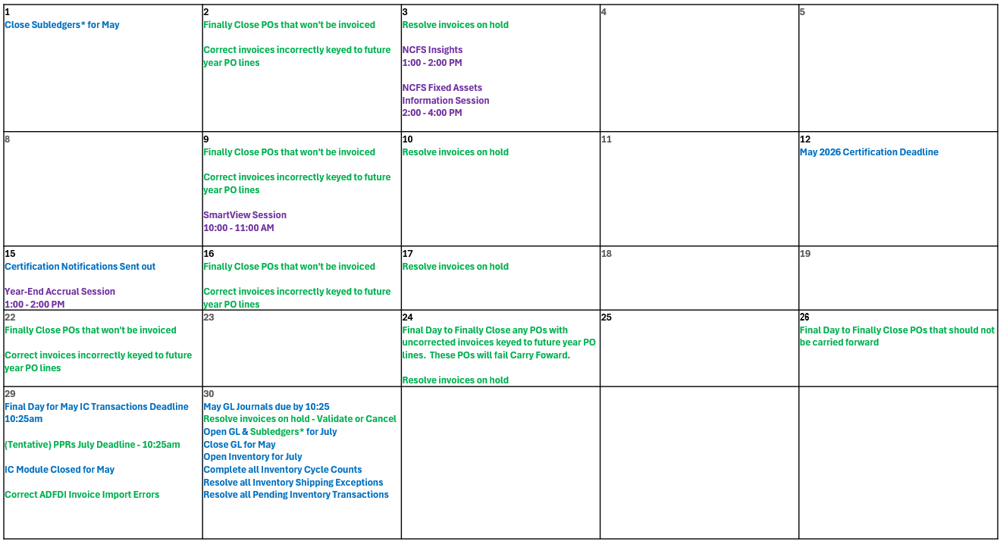 1
Close Subledgers* for May
2
Finally Close POs that won't be invoiced
Correct invoices incorrectly keyed to future
year PO lines
3
Resolve invoices on hold
NCFS Insights
1:00 - 2:00 PM
NCFS Fixed Assets
Information Session
2:00 - 4:00 PM
4
5
8
9
Finally Close POs that won't be invoiced
Correct invoices incorrectly keyed to future
year PO lines
SmartView Session
10:00 - 11:00 AM
10
Resolve invoices on hold
11
12
May 2026 Certification Deadline
15
Certification Notifications Sent out
Year-End Accrual Session
1:00 - 2:00 PM
16
Finally Close POs that won't be invoiced
Correct invoices incorrectly keyed to future
year PO lines
17
Resolve invoices on hold
18
19
22
Finally Close POs that won't be invoiced
Correct invoices incorrectly keyed to future
year PO lines
23
24
Final Day to Finally Close any POs with
uncorrected invoices keyed to future year PO
lines.  These POs will fail Carry Foward.
Resolve invoices on hold
25
26
Final Day to Finally Close POs that should not
be carried forward
29
Final Day for May IC Transactions Deadline
10:25am
(Tentative) PPRs July Deadline - 10:25am
IC Module Closed for May
Correct ADFDI Invoice Import Errors
30
May GL Journals due by 10:25
Resolve invoices on hold - Validate or Cancel
Open GL & Subledgers* for July
Close GL for May
Open Inventory for July
Complete all Inventory Cycle Counts
Resolve all Inventory Shipping Exceptions
Resolve all Pending Inventory Transactions